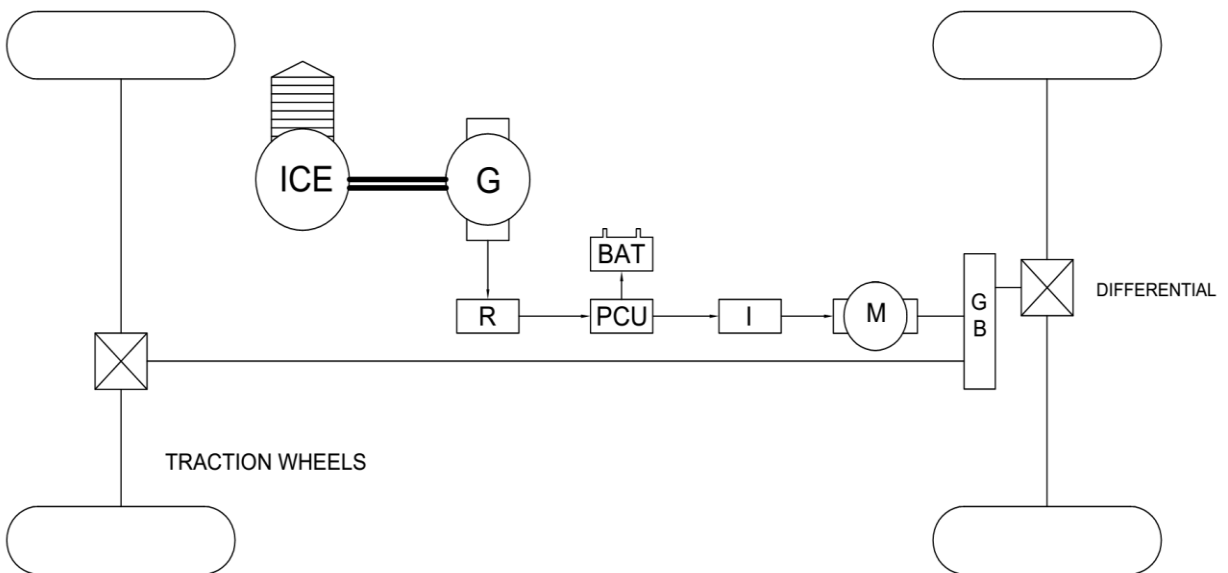 ICE
G
BAT
R
PCU
I
M
G
B
DIFFERENTIAL
TRACTION WHEELS